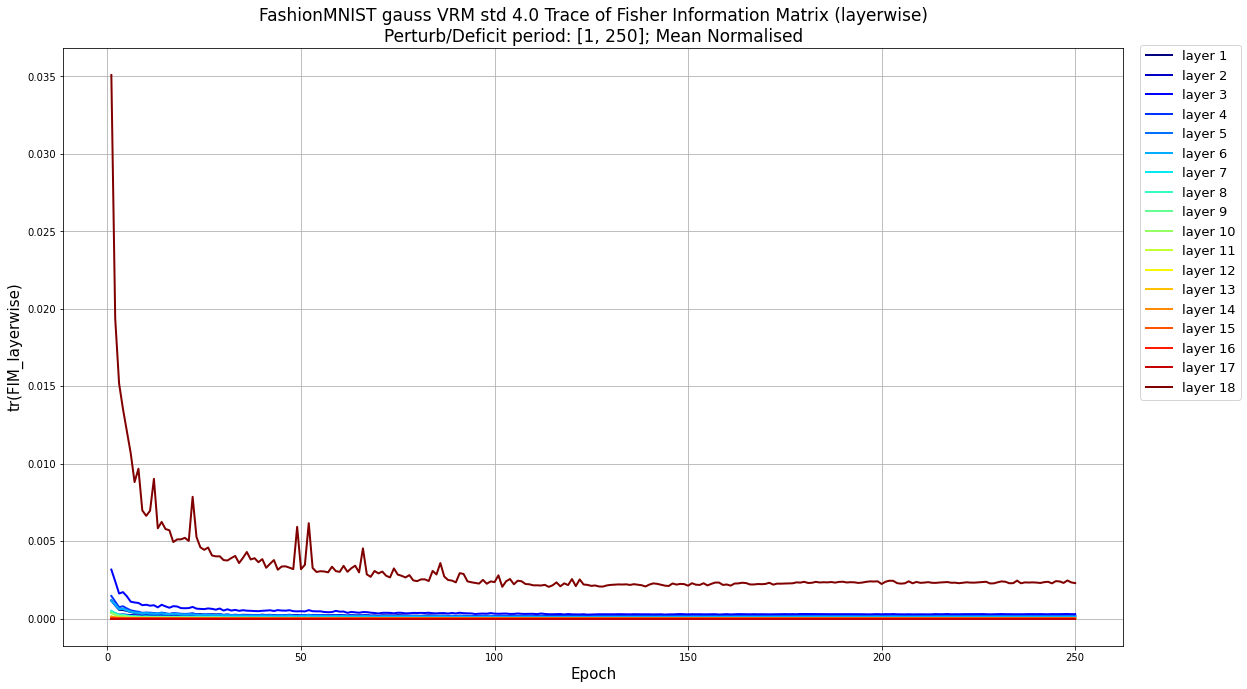 FashionMNIST gauss VRM std 4.0 Trace of Fisher Information Matrix (layerwise)
Perturb/Deficit period: [1, 250]; Mean Normalised
tr(FIM_layerwise)
0.035
0.030
0.025
0.020
0.015
0.010
0.005
0.000
0
50
100
150
200
250
Epoch
layer 1
layer 2
layer 3
layer 4
layer 5
layer 6
layer 7
layer 8
layer 9
layer 10
layer 11
layer 12
layer 13
layer 14
layer 15
layer 16
layer 17
layer 18